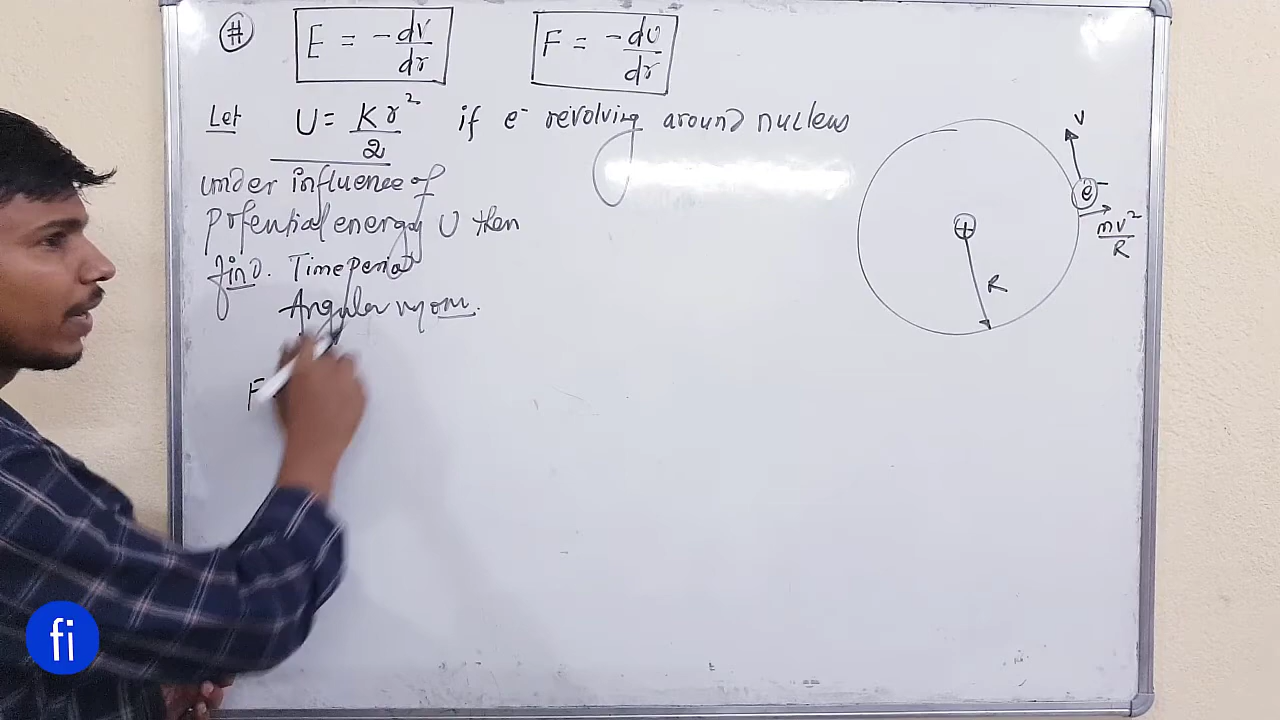 # E = -dv/dr F = -dU/dr
Let U = Kr²/2 if e⁻ revolving around nucleus
under influence of
potential energy U then
find. Time period
Angular mom.
F
v
e⁻
mv²/R
+
R
fi